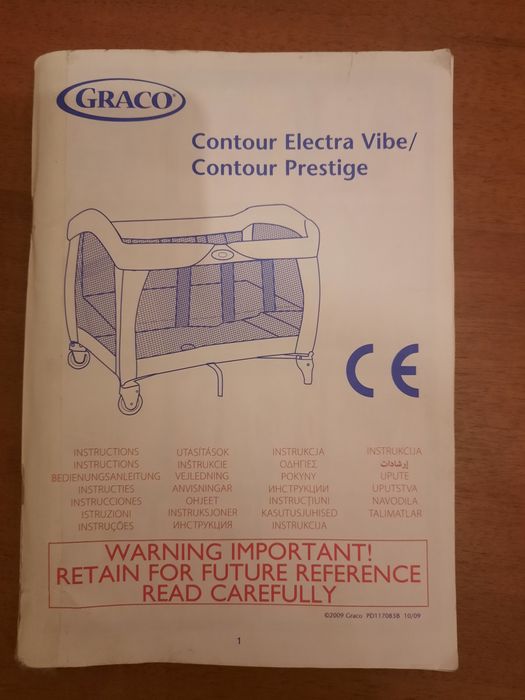 GRACO®
Contour Electra Vibe/
Contour Prestige
CE
INSTRUCTIONS
INSTRUCTIONS
BEDIENUNGSANLEITUNG
INSTRUCTIES
INSTRUCCIONES
ISTRUZIONI
INSTRUÇÕES
UTASÍTÁSOK
INŠTRUKCIE
VEJLEDNING
ANVISNINGAR
OHJEET
INSTRUKSJONER
ИНСТРУКЦИЯ
INSTRUKCJA
ΟΔΗΓΙΕΣ
POKYNY
ИНСТРУКЦИИ
INSTRUCŢIUNI
KASUTUSJUHISED
INSTRUKCIJA
INSTRUKCIJA
إرشادات
UPUTE
UPUTSTVA
NAVODILA
TALIMATLAR
WARNING IMPORTANT!
RETAIN FOR FUTURE REFERENCE
READ CAREFULLY
©2009 Graco PD117083B 10/09
1